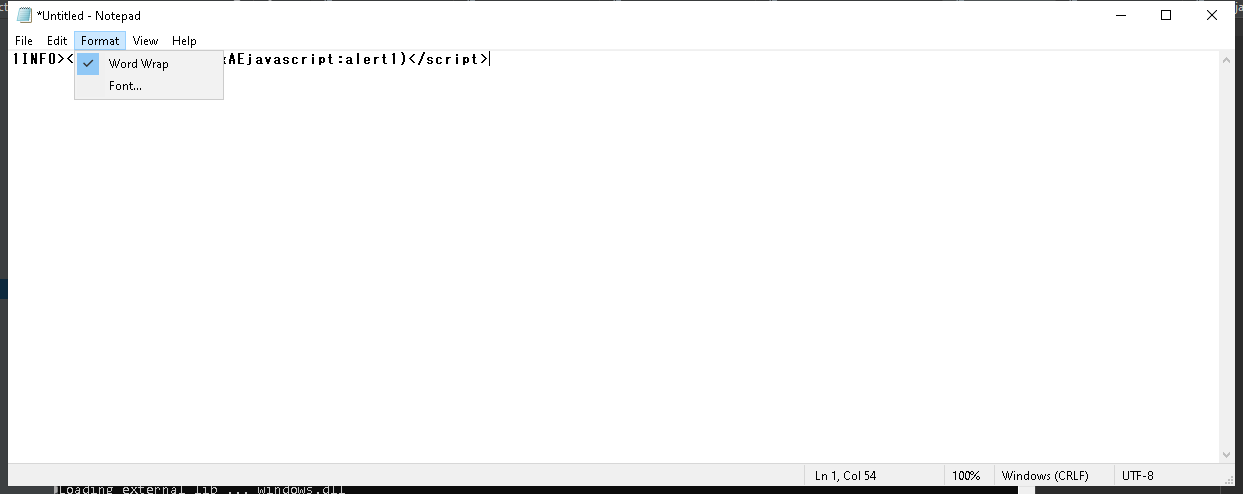 *Untitled - Notepad
File Edit Format View Help
1INFO>< AEjavascript:alert1)</script>
Word Wrap
Font...
Ln 1, Col 54 100% Windows (CRLF) UTF-8
Loading external lib ... windows.dll